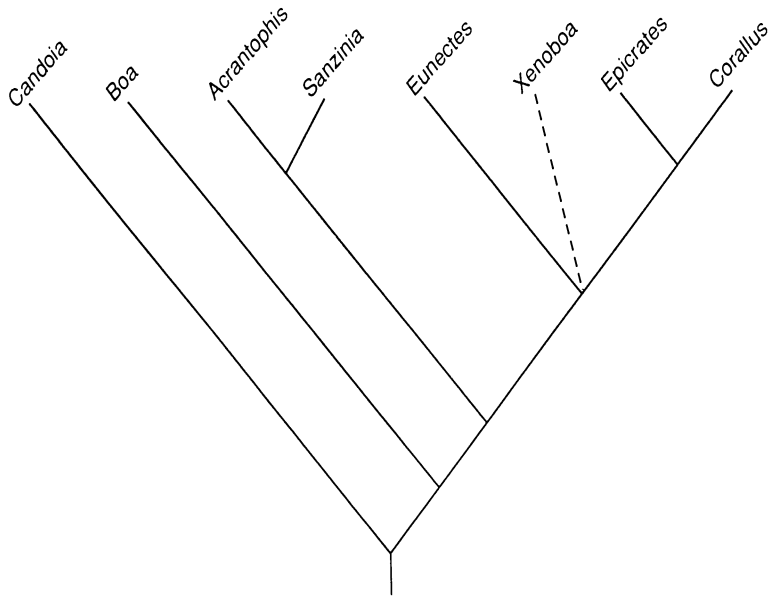 Candoia
Boa
Acrantophis
Sanzinia
Eunectes
Xenoboa
Epicrates
Corallus